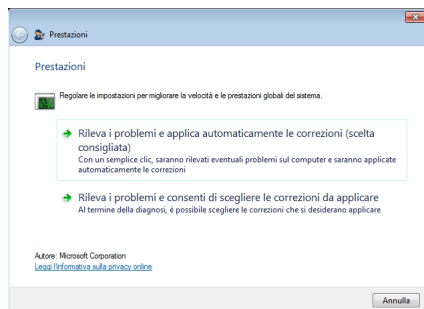 Prestazioni
Prestazioni
Regolare le impostazioni per migliorare la velocità e le prestazioni globali del sistema.
Rileva i problemi e applica automaticamente le correzioni (scelta
consigliata)
Con un semplice clic, saranno rilevati eventuali problemi sul computer e saranno applicate
automaticamente le correzioni
Rileva i problemi e consenti di scegliere le correzioni da applicare
Al termine della diagnosi, è possibile scegliere le correzioni che si desiderano applicare
Autore: Microsoft Corporation
Leggi l'informativa sulla privacy online
Annulla